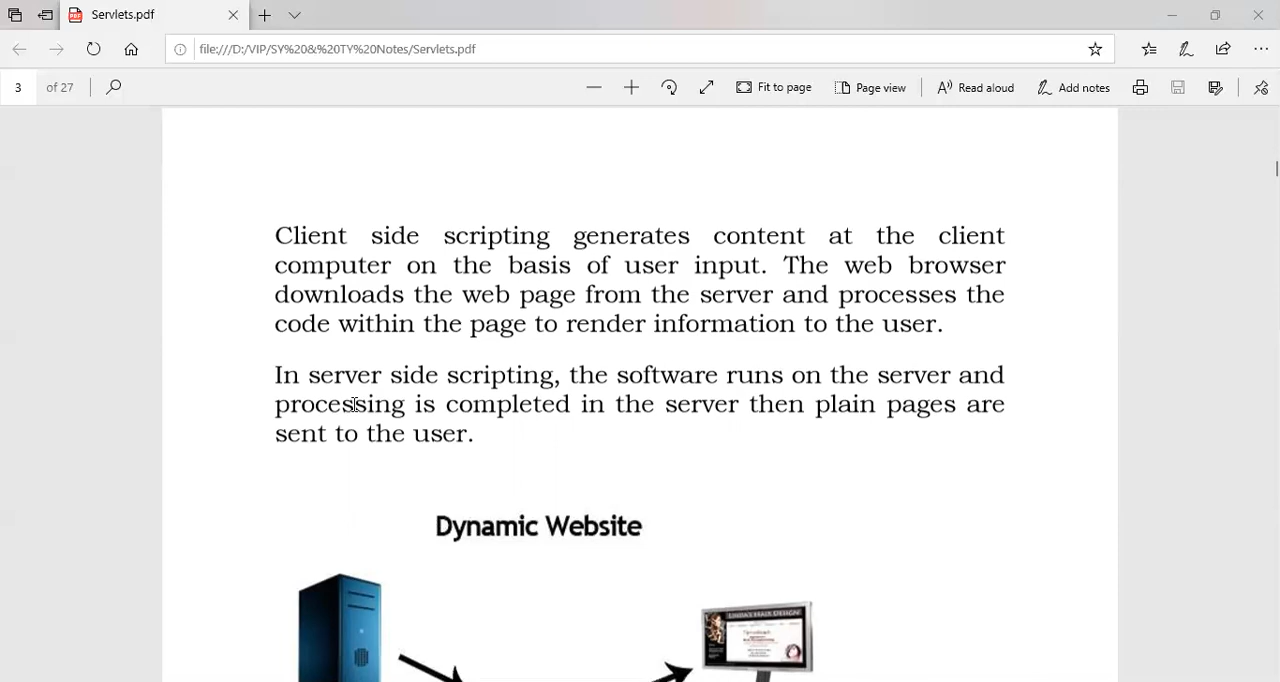 Servlets.pdf
file:///D:/VIP/SY%20&%20TY%20Notes/Servlets.pdf
3 of 27 Fit to page Page view Read aloud Add notes
Client side scripting generates content at the client
computer on the basis of user input. The web browser
downloads the web page from the server and processes the
code within the page to render information to the user.
In server side scripting, the software runs on the server and
processing is completed in the server then plain pages are
sent to the user.
Dynamic Website